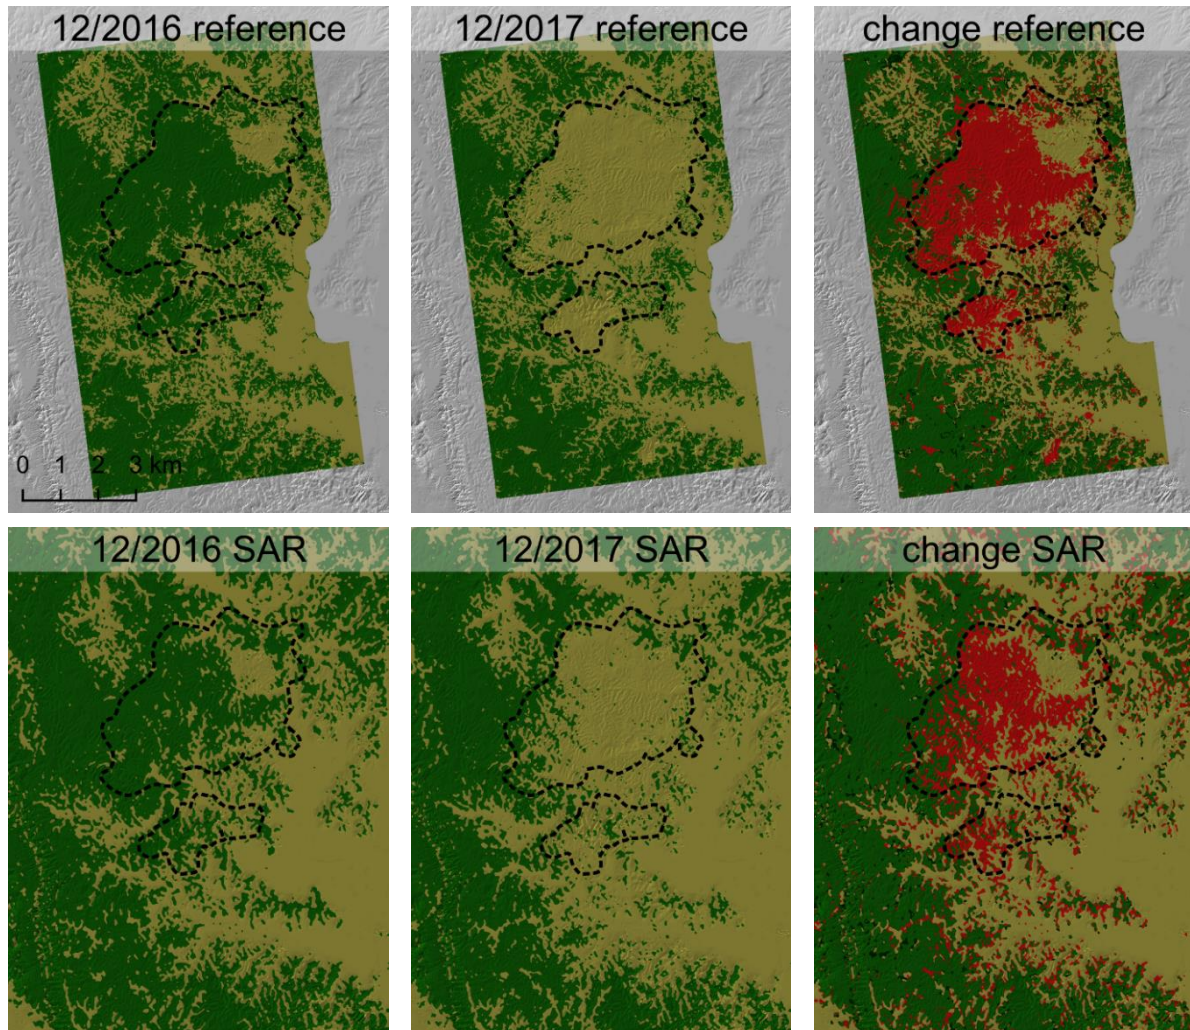 12/2016 reference
12/2017 reference
change reference
0 1 2 3 km
12/2016 SAR
12/2017 SAR
change SAR